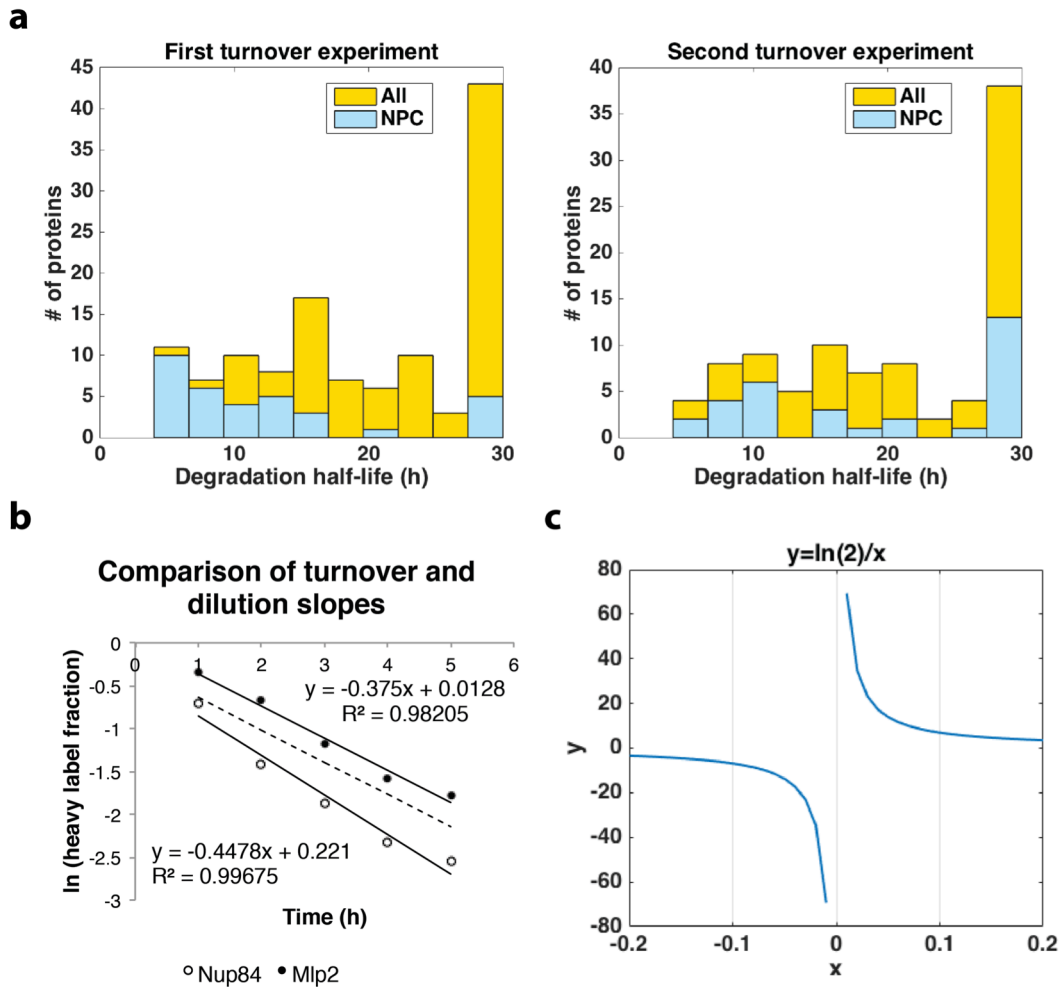 a
First turnover experiment
45
40
35
30
25
20
15
10
5
0
# of proteins
All
NPC
0
10
20
30
Degradation half-life (h)
Second turnover experiment
40
35
30
25
20
15
10
5
0
# of proteins
All
NPC
0
10
20
30
Degradation half-life (h)
b
Comparison of turnover and
dilution slopes
0
-0.5
-1
-1.5
-2
-2.5
-3
ln (heavy label fraction)
0
1
2
3
4
5
6
y = -0.375x + 0.0128
R² = 0.98205
y = -0.4478x + 0.221
R² = 0.99675
Time (h)
Nup84
Mlp2
c
y=ln(2)/x
80
60
40
20
0
-20
-40
-60
-80
y
-0.2
-0.1
0
0.1
0.2
x